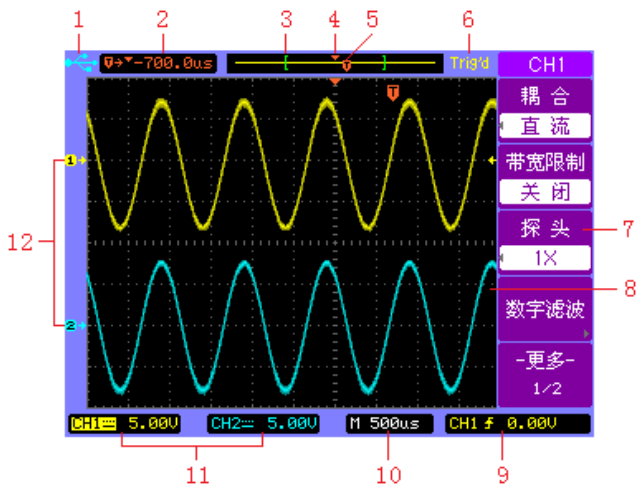 1 2 3 4 5 6
T→▼-700.0us T Trig'd CH1
T
耦 合
直 流
1
带宽限制
关 闭
12
探 头 7
1X
8
数字滤波
2
-更多-
1/2
CH1 5.00V CH2 5.00V M 500us CH1 0.00V
11 10 9